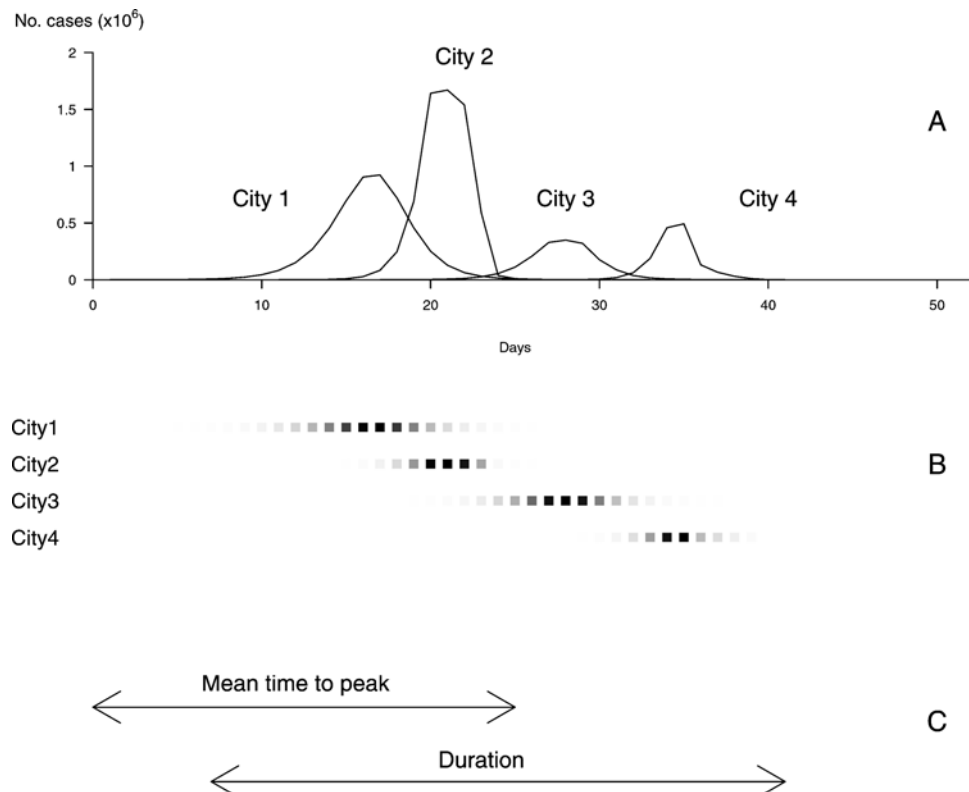 No. cases (x10⁶)
2
City 2
1.5
A
1
City 1
City 3
City 4
0.5
0
0 10 20 30 40 50
Days
City1
City2
B
City3
City4
Mean time to peak
C
Duration